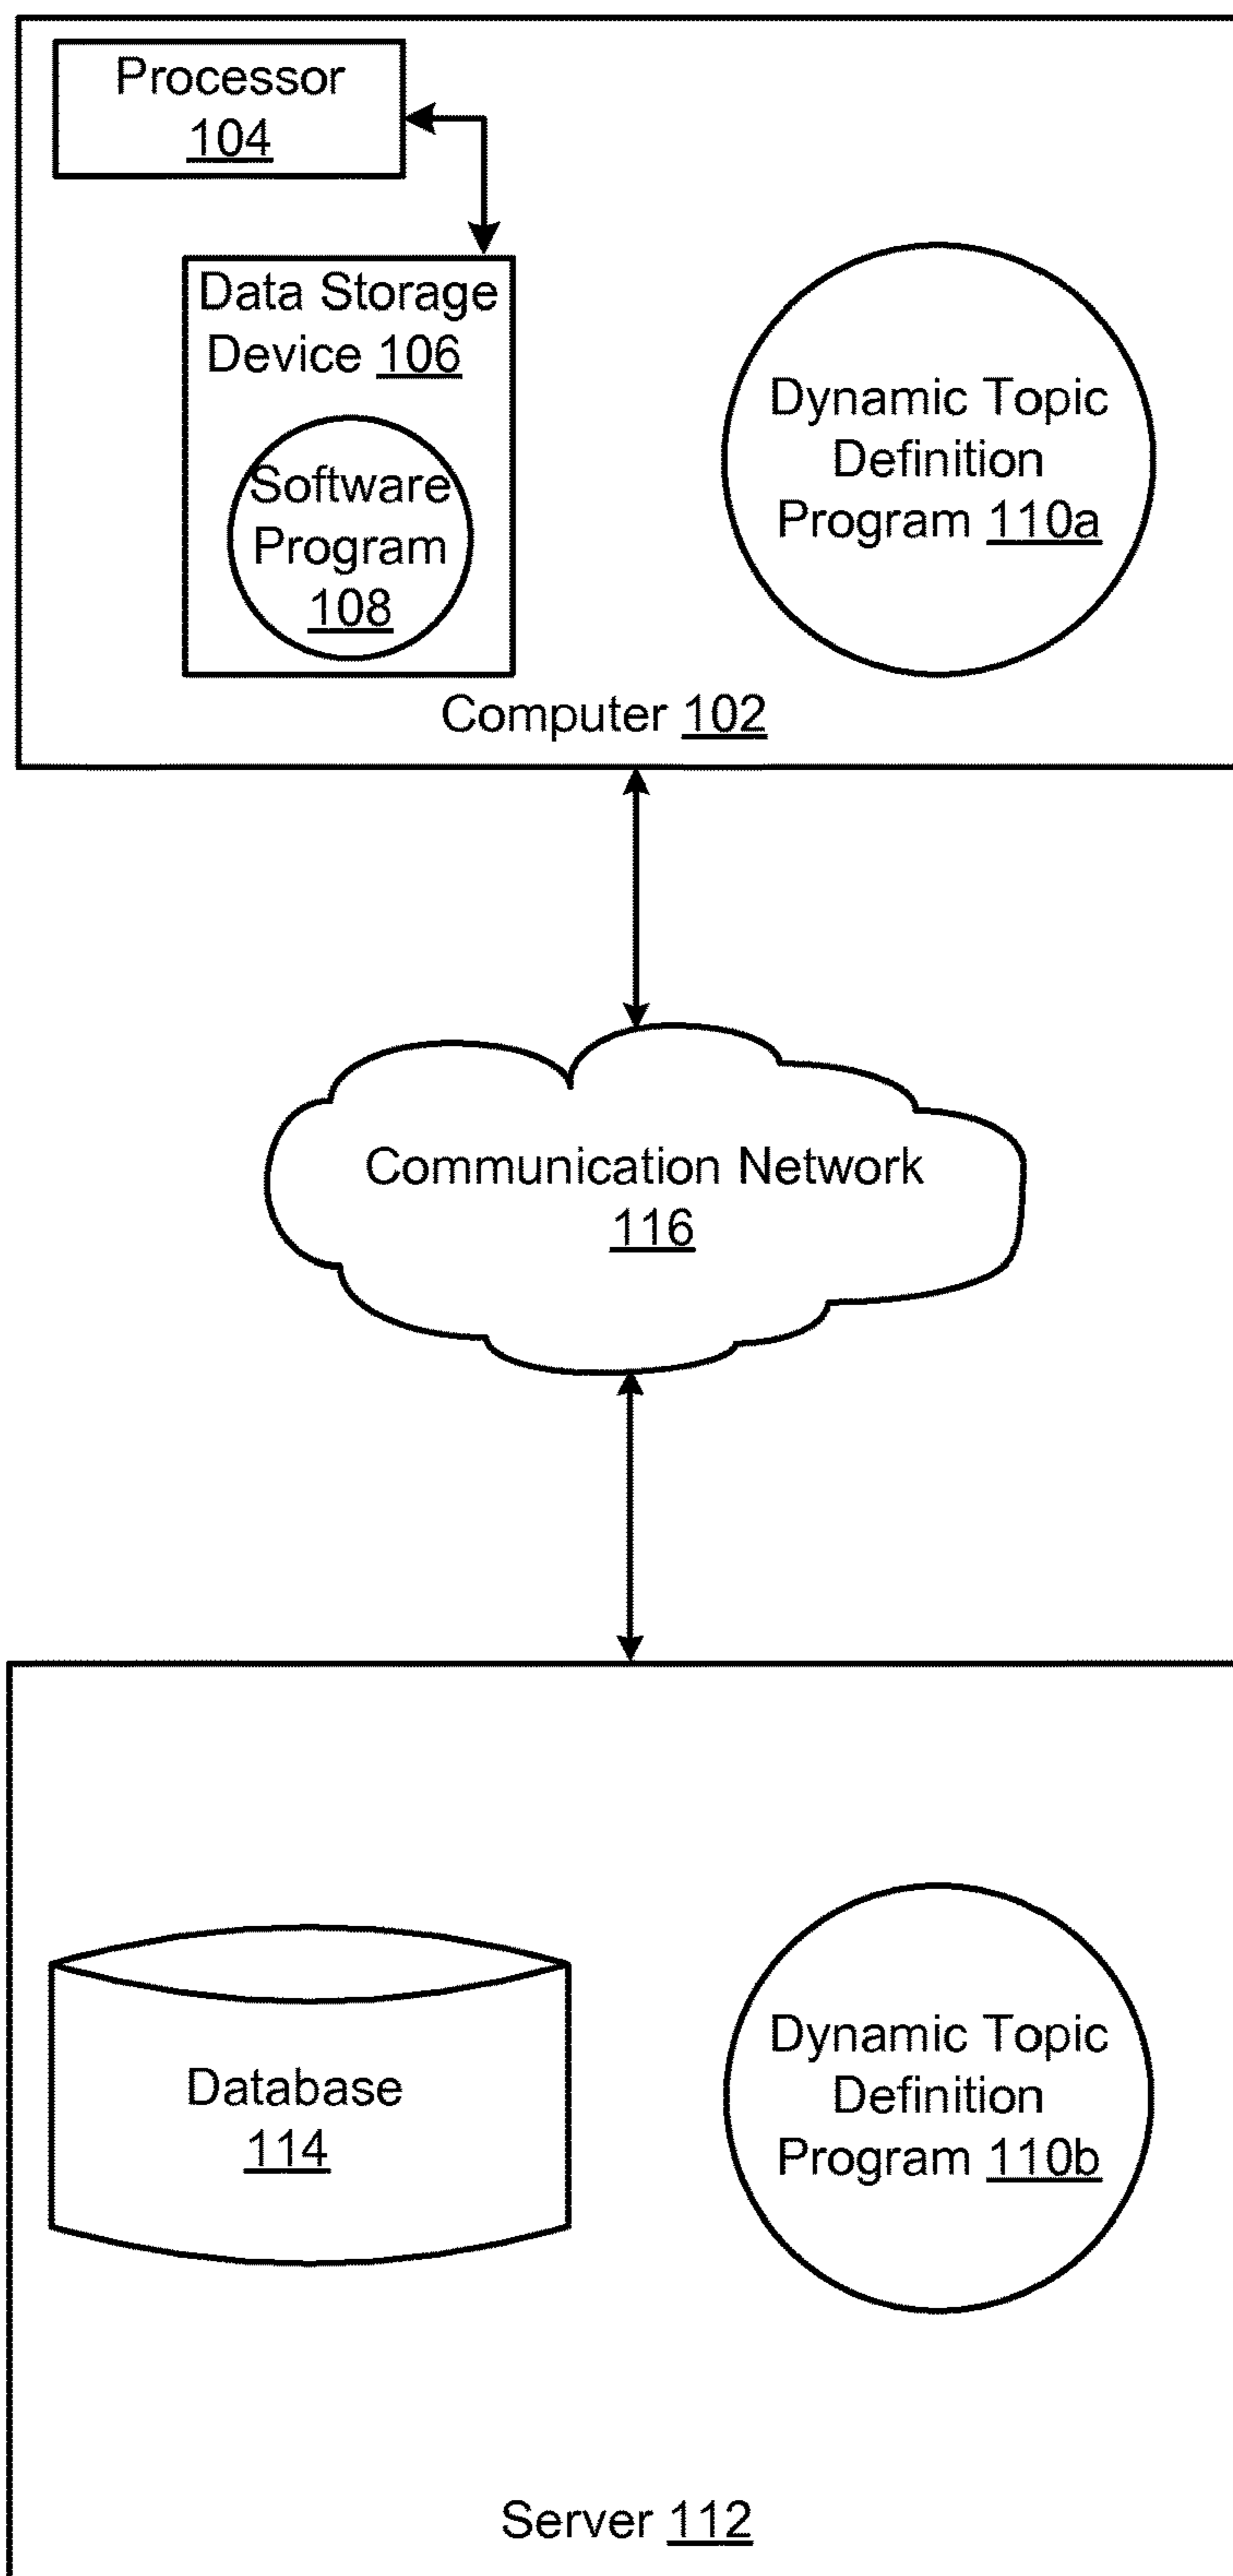 Processor
104
Data Storage
Device 106
Software
Program
108
Dynamic Topic
Definition
Program 110a
Computer 102
Communication Network
116
Database
114
Dynamic Topic
Definition
Program 110b
Server 112